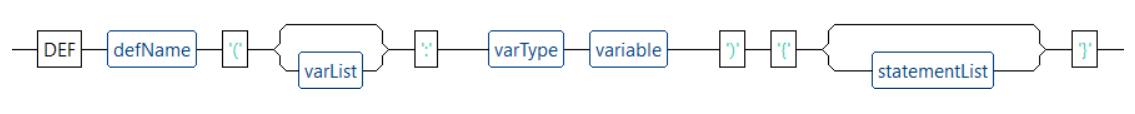 DEF defName '(' varList ':' varType variable ')' '{' statementList '}'